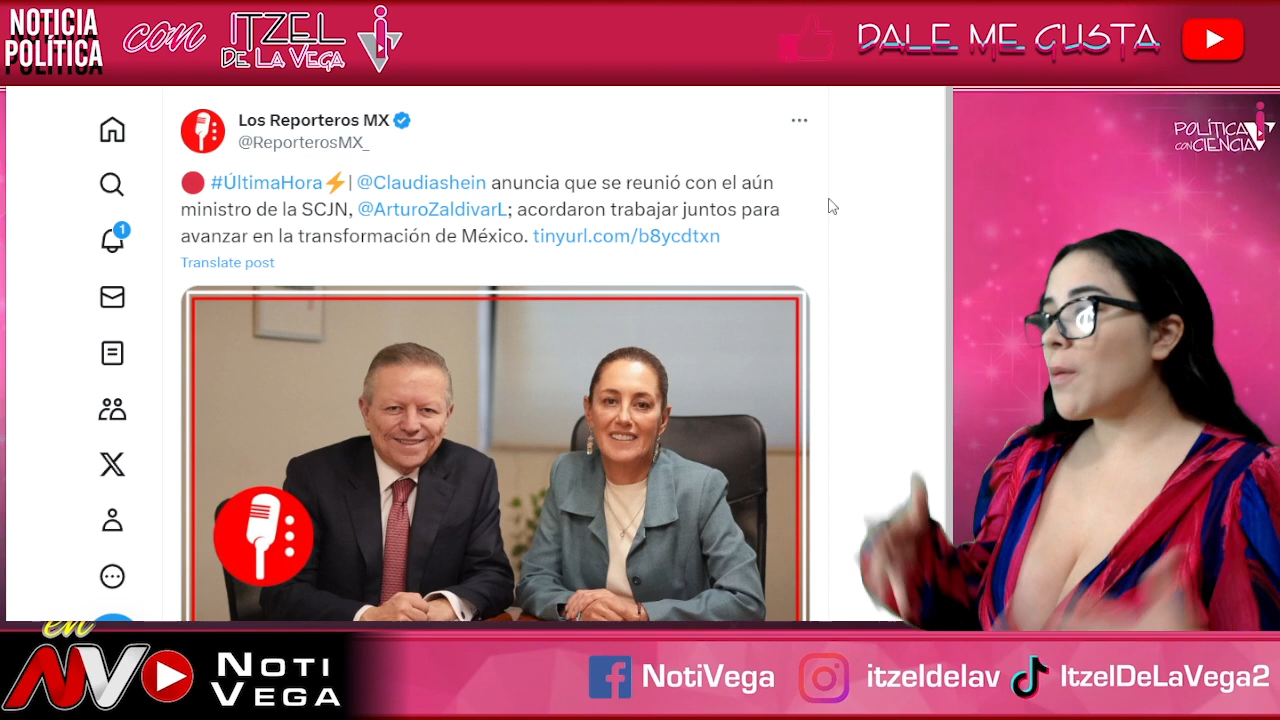 NOTICIA
POLÍTICA
con
ITZEL
DE LA VEGA
DALE ME GUSTA
Los Reporteros MX
@ReporterosMX_
#ÚltimaHora⚡| @Claudiashein anuncia que se reunió con el aún
ministro de la SCJN, @ArturoZaldivarL; acordaron trabajar juntos para
avanzar en la transformación de México. tinyurl.com/b8ycdtxn
Translate post
1
POLÍTICA
CON CIENCIA
en
NV
NOTI
VEGA
NotiVega
itzeldelav
ItzelDeLaVega2